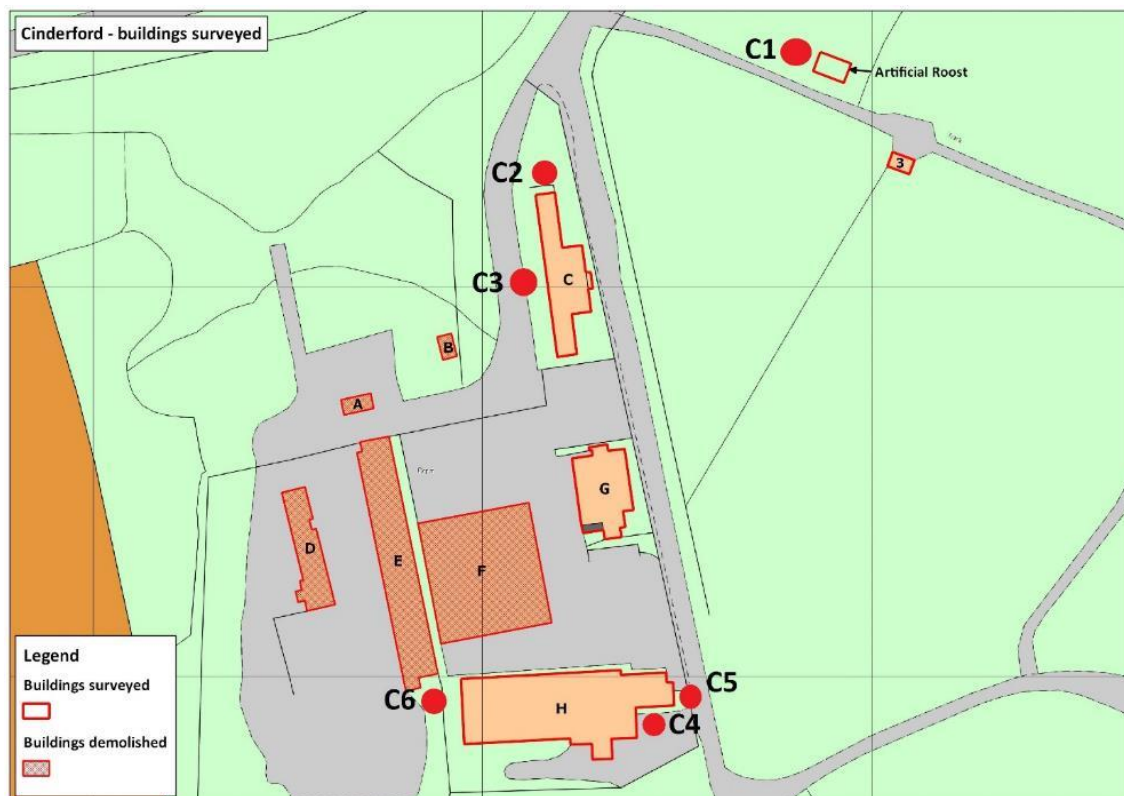 Cinderford - buildings surveyed
C1
Artificial Roost
3
C2
C3
C
B
A
G
D
E
F
C6
H
C5
C4
Legend
Buildings surveyed
Buildings demolished